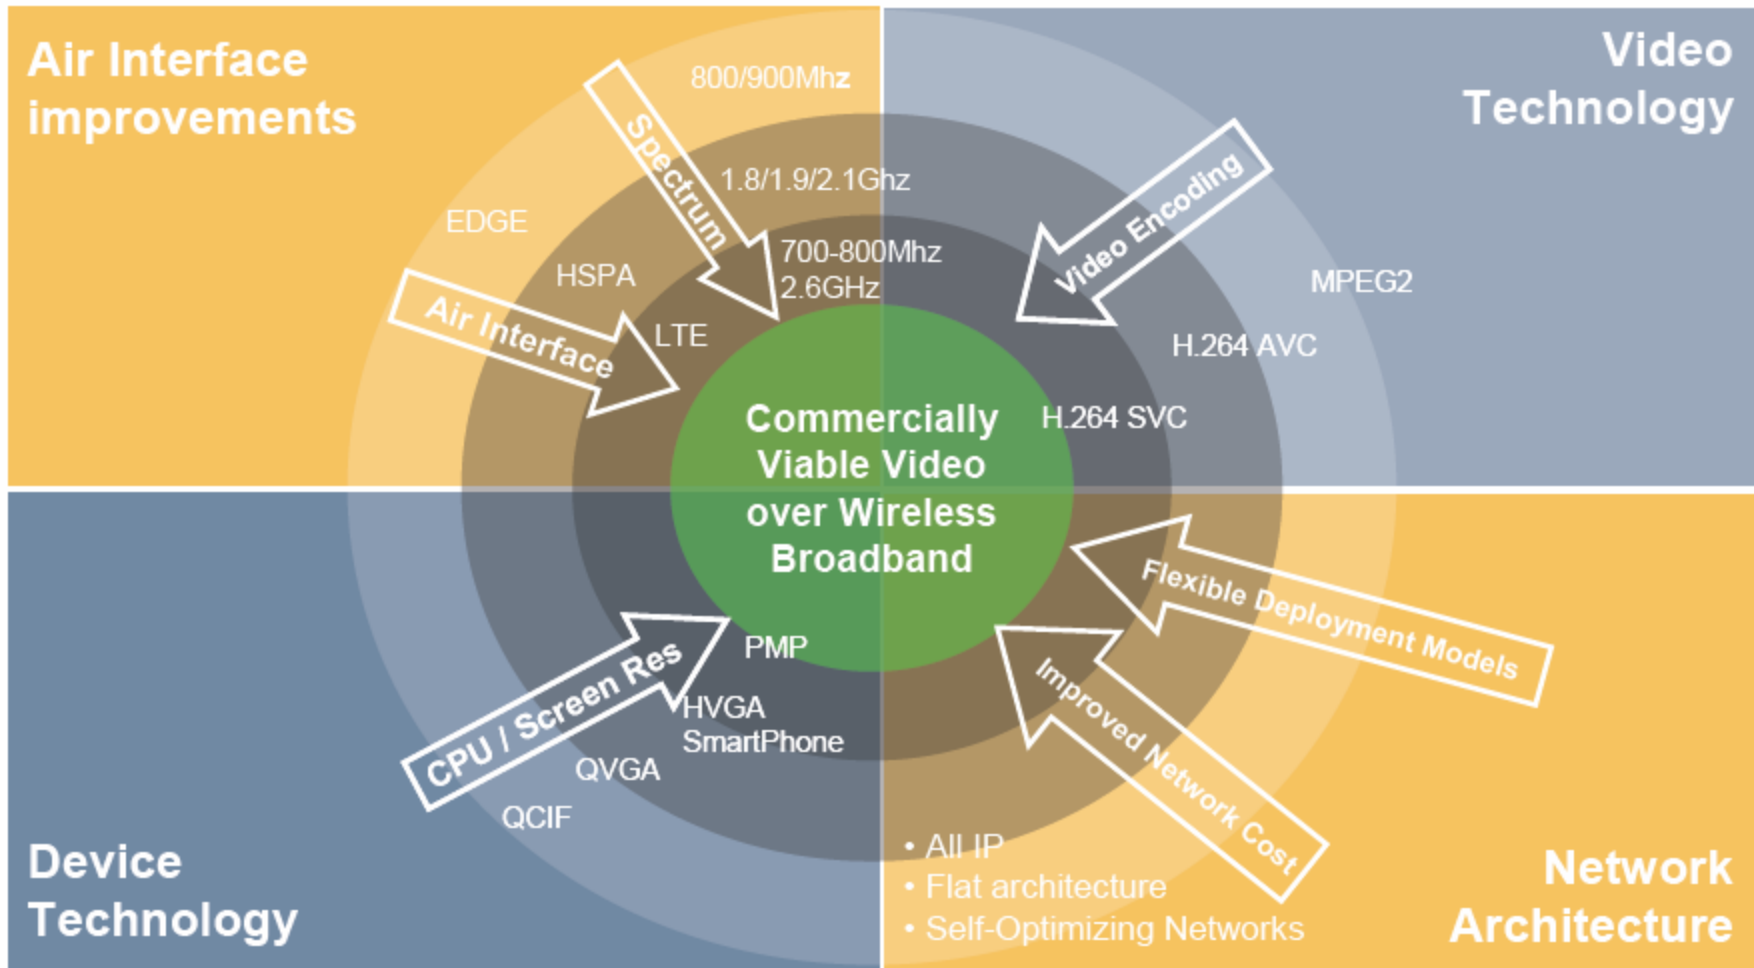 Air Interface
improvements
800/900Mhz
Spectrum
1.8/1.9/2.1Ghz
EDGE
700-800Mhz
2.6GHz
HSPA
Air Interface
LTE
Video
Technology
Video Encoding
MPEG2
H.264 AVC
H.264 SVC
Commercially
Viable Video
over Wireless
Broadband
PMP
CPU / Screen Res
HVGA
SmartPhone
QVGA
QCIF
Device
Technology
Flexible Deployment Models
Improved Network Cost
• All IP
• Flat architecture
• Self-Optimizing Networks
Network
Architecture